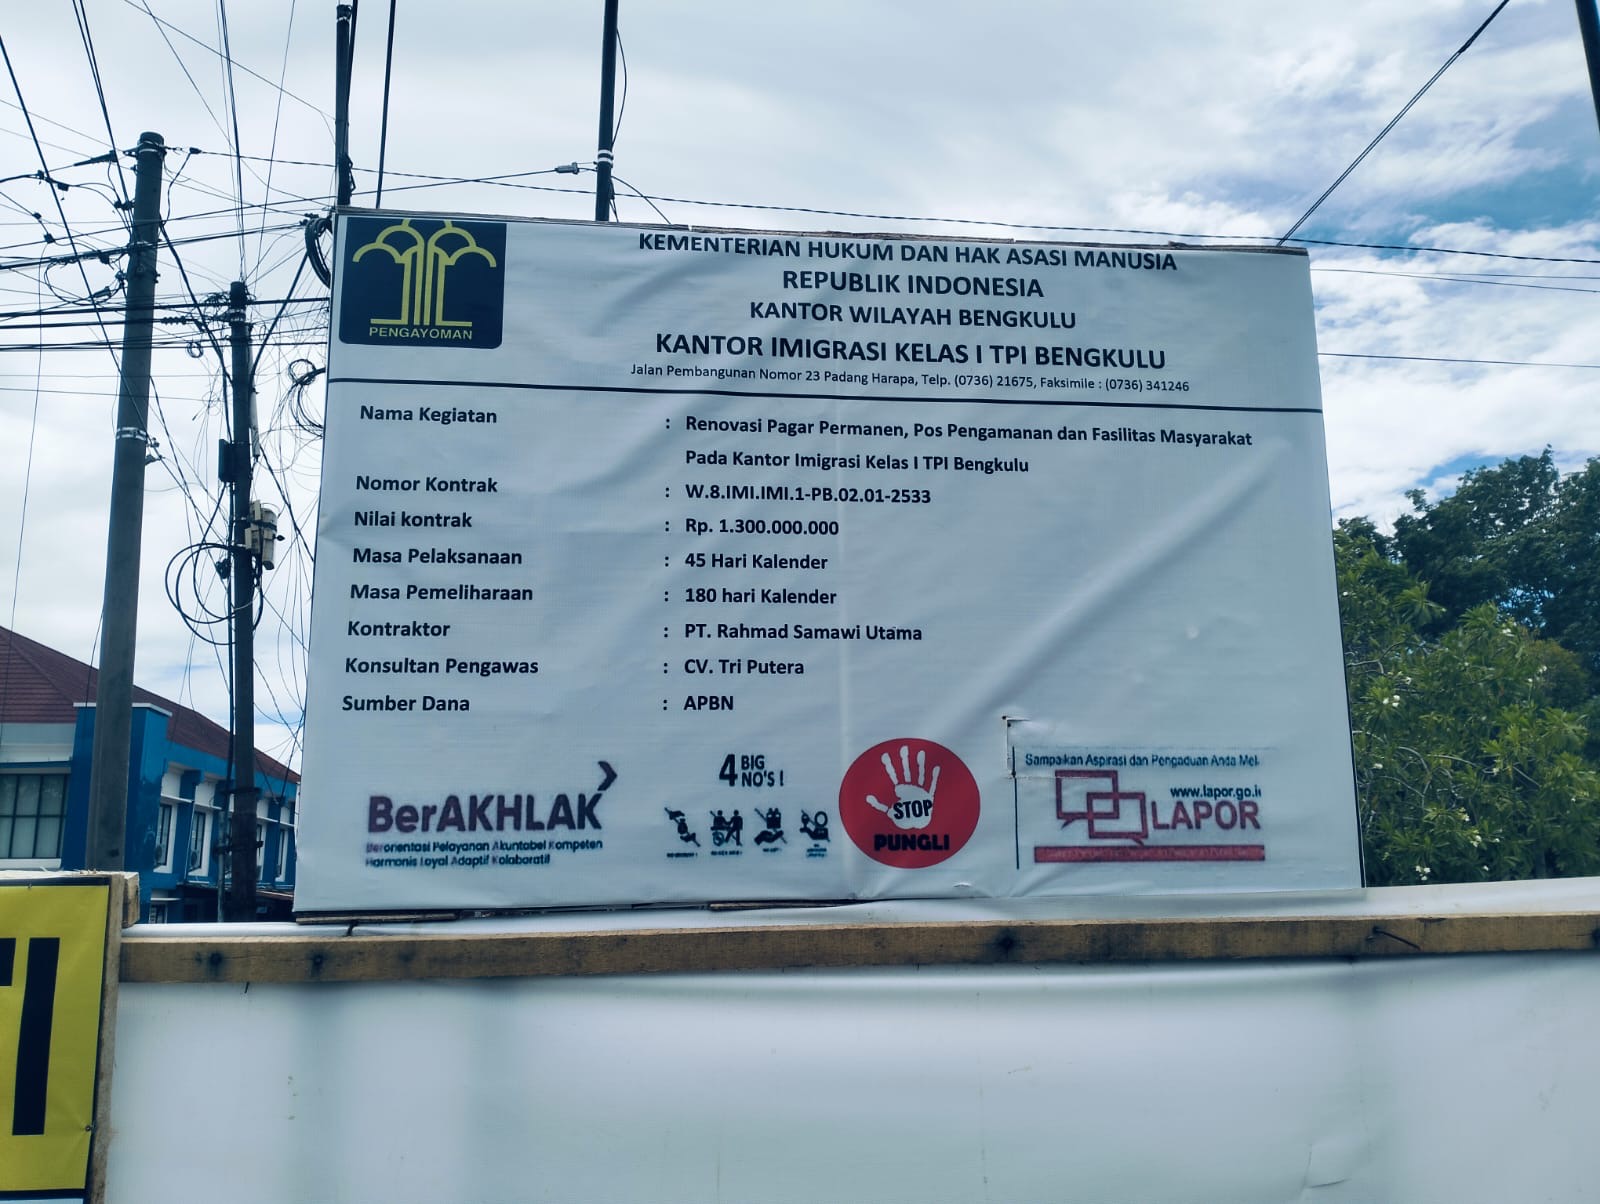 PENGAYOMAN
KEMENTERIAN HUKUM DAN HAK ASASI MANUSIA
REPUBLIK INDONESIA
KANTOR WILAYAH BENGKULU
KANTOR IMIGRASI KELAS I TPI BENGKULU
Jalan Pembangunan Nomor 23 Padang Harapa, Telp. (0736) 21675, Faksimile : (0736) 341246
Nama Kegiatan : Renovasi Pagar Permanen, Pos Pengamanan dan Fasilitas Masyarakat
Pada Kantor Imigrasi Kelas I TPI Bengkulu
Nomor Kontrak : W.8.IMI.IMI.1-PB.02.01-2533
Nilai kontrak : Rp. 1.300.000.000
Masa Pelaksanaan : 45 Hari Kalender
Masa Pemeliharaan : 180 hari Kalender
Kontraktor : PT. Rahmad Samawi Utama
Konsultan Pengawas : CV. Tri Putera
Sumber Dana : APBN
BerAKHLAK
Berorientasi Pelayanan Akuntabel Kompeten
Harmonis Loyal Adaptif Kolaboratif
4 BIG
NO'S !
STOP
PUNGLI
Sampaikan Aspirasi dan Pengaduan Anda Mel
www.lapor.go.i
LAPOR